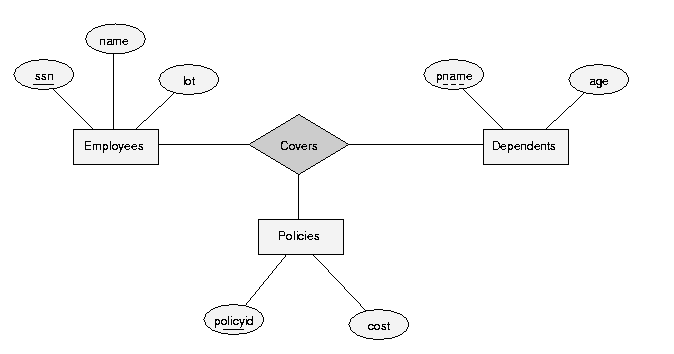 name
ssn
lot
pname
age
Employees
Covers
Dependents
Policies
policyid
cost